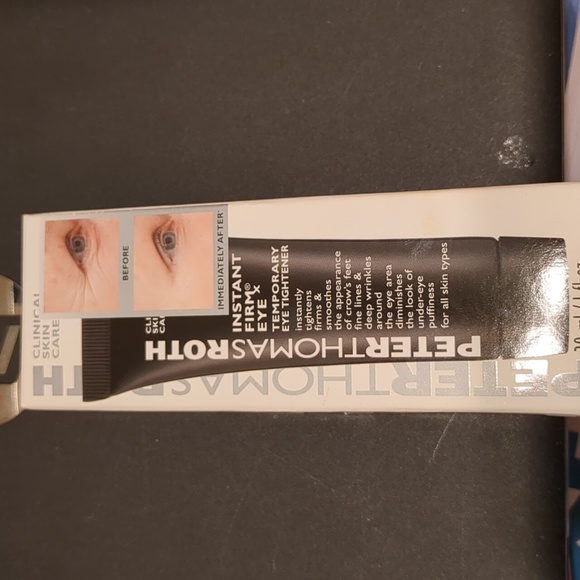 CLINICAL
SKIN
CARE
BEFORE
IMMEDIATELY AFTER*
INSTANT
FIRMx®
EYE
TEMPORARY
EYE TIGHTENER
instantly
tightens
firms &
smoothes
the appearance
of crow's feet
fine lines &
deep wrinkles
around
the eye area
diminishes
the look of
under-eye
puffiness
for all skin types
PETERTHOMASROTH